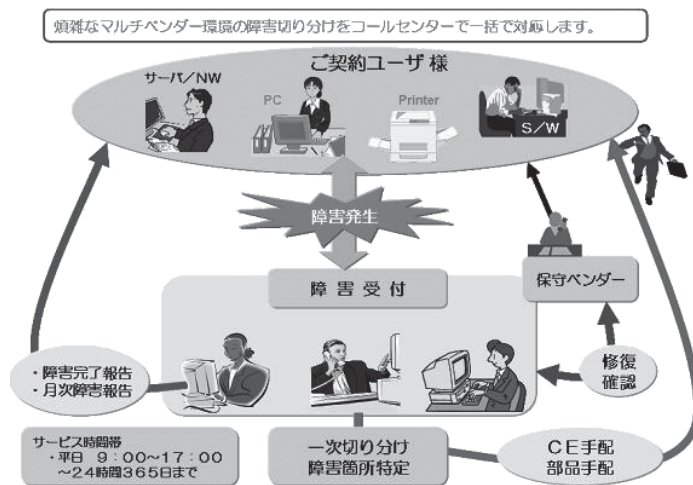 煩雑なマルチベンダー環境の障害切り分けをコールセンターで一括で対応します。
ご契約ユーザ 様
サーバ／NW
PC
Printer
S／W
障害発生
障 害 受 付
保守ベンダー
・障害完了報告
・月次障害報告
修復
確認
サービス時間帯
・平日 9：00〜17：00
〜24時間365日まで
一次切り分け
障害箇所特定
CE手配
部品手配